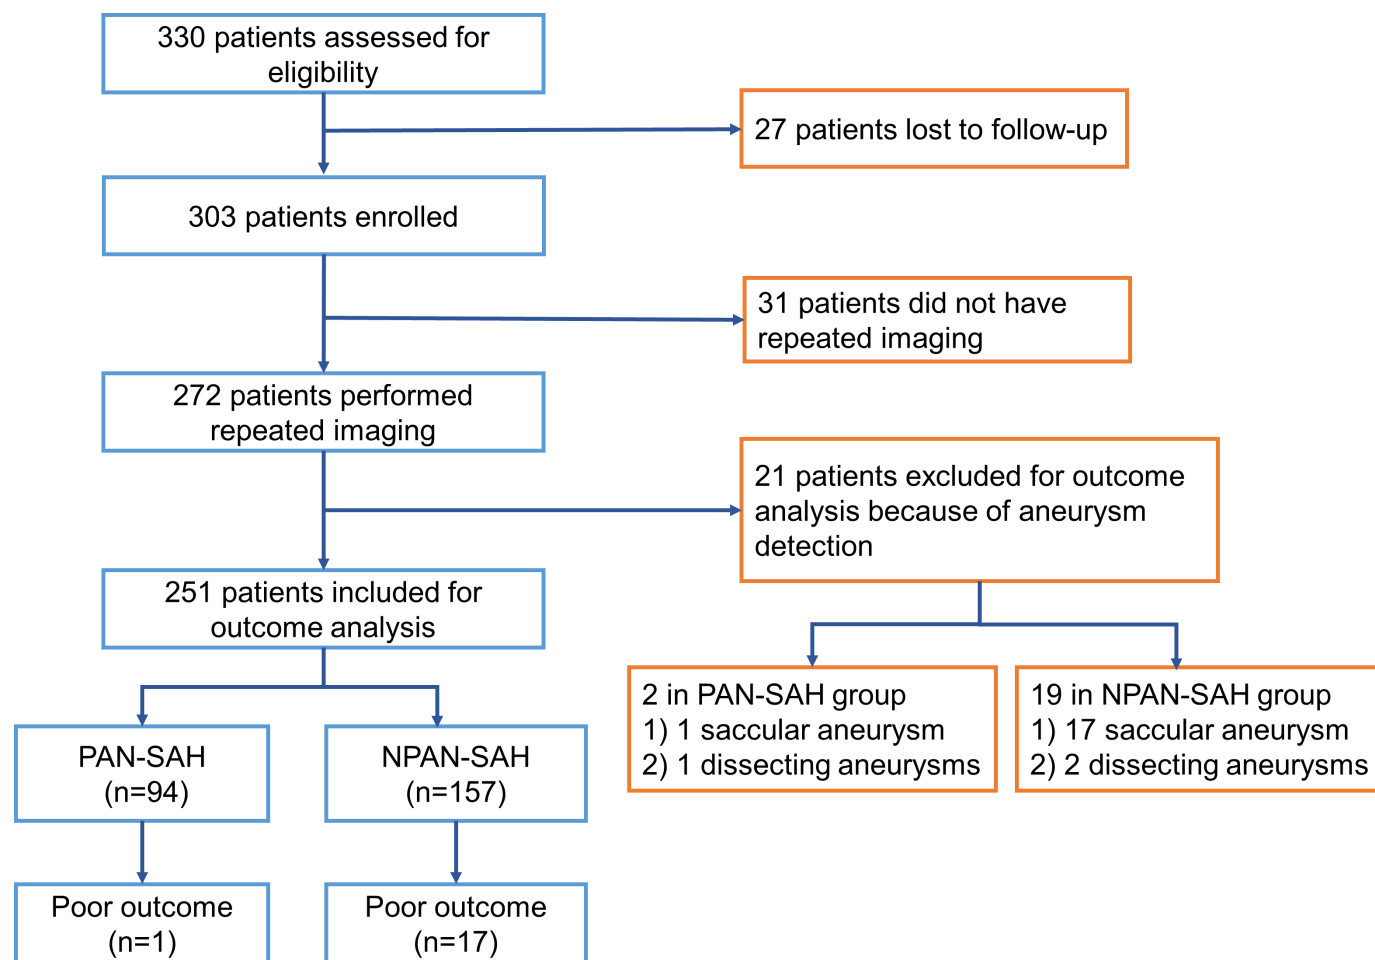 330 patients assessed for
eligibility
27 patients lost to follow-up
303 patients enrolled
31 patients did not have
repeated imaging
272 patients performed
repeated imaging
21 patients excluded for outcome
analysis because of aneurysm
detection
251 patients included for
outcome analysis
2 in PAN-SAH group
1) 1 saccular aneurysm
2) 1 dissecting aneurysms
19 in NPAN-SAH group
1) 17 saccular aneurysm
2) 2 dissecting aneurysms
PAN-SAH
(n=94)
NPAN-SAH
(n=157)
Poor outcome
(n=1)
Poor outcome
(n=17)